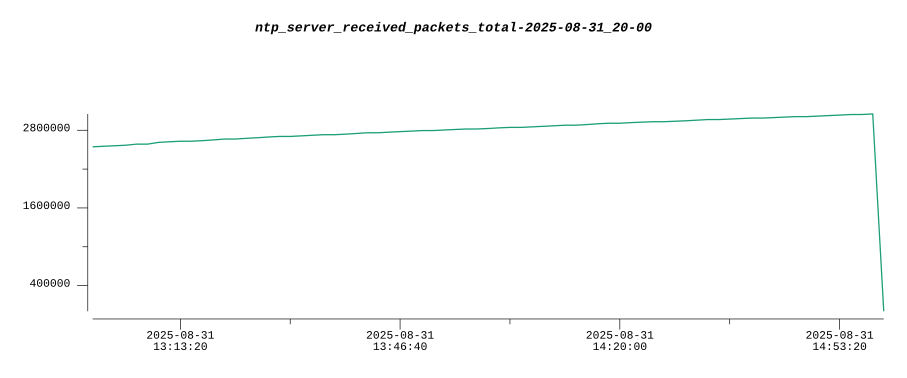 ntp_server_received_packets_total-2025-08-31_20-00
2800000
1600000
400000
2025-08-31 2025-08-31 2025-08-31 2025-08-31
13:13:20 13:46:40 14:20:00 14:53:20